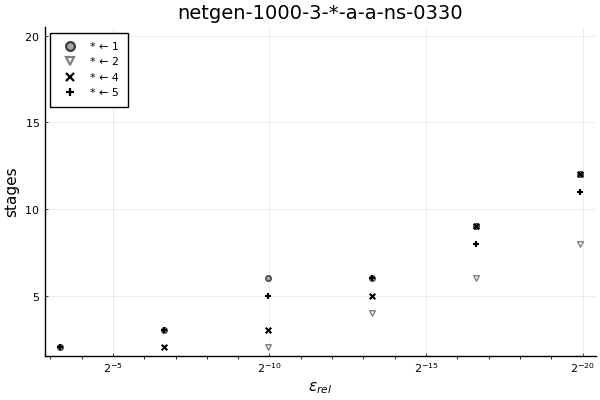 netgen-1000-3-*-a-a-ns-0330
* ← 1
* ← 2
* ← 4
* ← 5
20
15
10
5
stages
2⁻⁵
2⁻¹⁰
2⁻¹⁵
2⁻²⁰
ε_rel